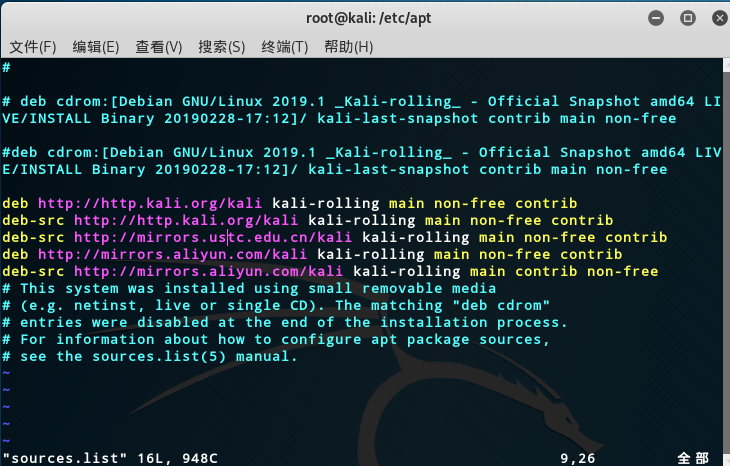 root@kali: /etc/apt
文件(F) 编辑(E) 查看(V) 搜索(S) 终端(T) 帮助(H)
#
# deb cdrom:[Debian GNU/Linux 2019.1 _Kali-rolling_ - Official Snapshot amd64 LI
VE/INSTALL Binary 20190228-17:12]/ kali-last-snapshot contrib main non-free
#deb cdrom:[Debian GNU/Linux 2019.1 _Kali-rolling_ - Official Snapshot amd64 LIV
E/INSTALL Binary 20190228-17:12]/ kali-last-snapshot contrib main non-free
deb http://http.kali.org/kali kali-rolling main non-free contrib
deb-src http://http.kali.org/kali kali-rolling main non-free contrib
deb-src http://mirrors.ustc.edu.cn/kali kali-rolling main non-free contrib
deb http://mirrors.aliyun.com/kali kali-rolling main non-free contrib
deb-src http://mirrors.aliyun.com/kali kali-rolling main contrib non-free
# This system was installed using small removable media
# (e.g. netinst, live or single CD). The matching "deb cdrom"
# entries were disabled at the end of the installation process.
# For information about how to configure apt package sources,
# see the sources.list(5) manual.
~
~
~
~
~
"sources.list" 16L, 948C 9,26 全部